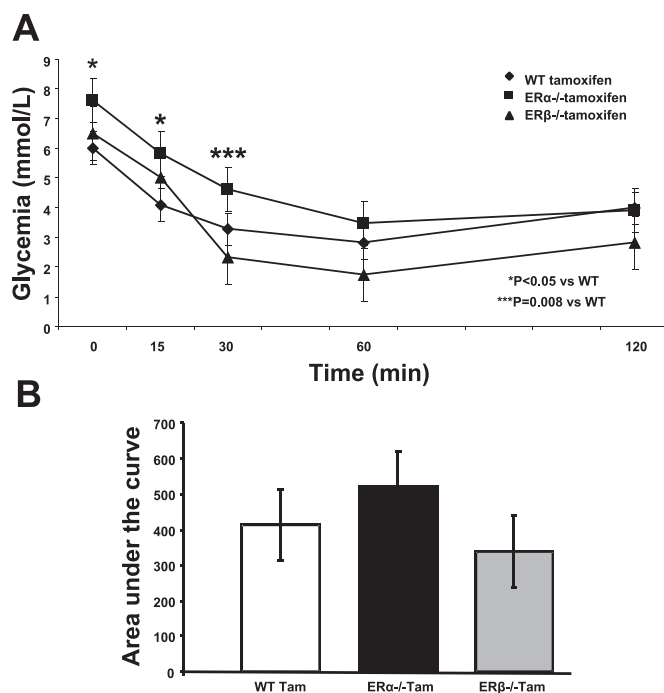 A
Glycemia (mmol/L)
9
8
7
6
5
4
3
2
1
0
*
*
***
WT tamoxifen
ERα-/-tamoxifen
ERβ-/-tamoxifen
*P<0.05 vs WT
***P=0.008 vs WT
0 15 30 60 120
Time (min)
B
Area under the curve
700
600
500
400
300
200
100
0
WT Tam ERα-/-Tam ERβ-/-Tam